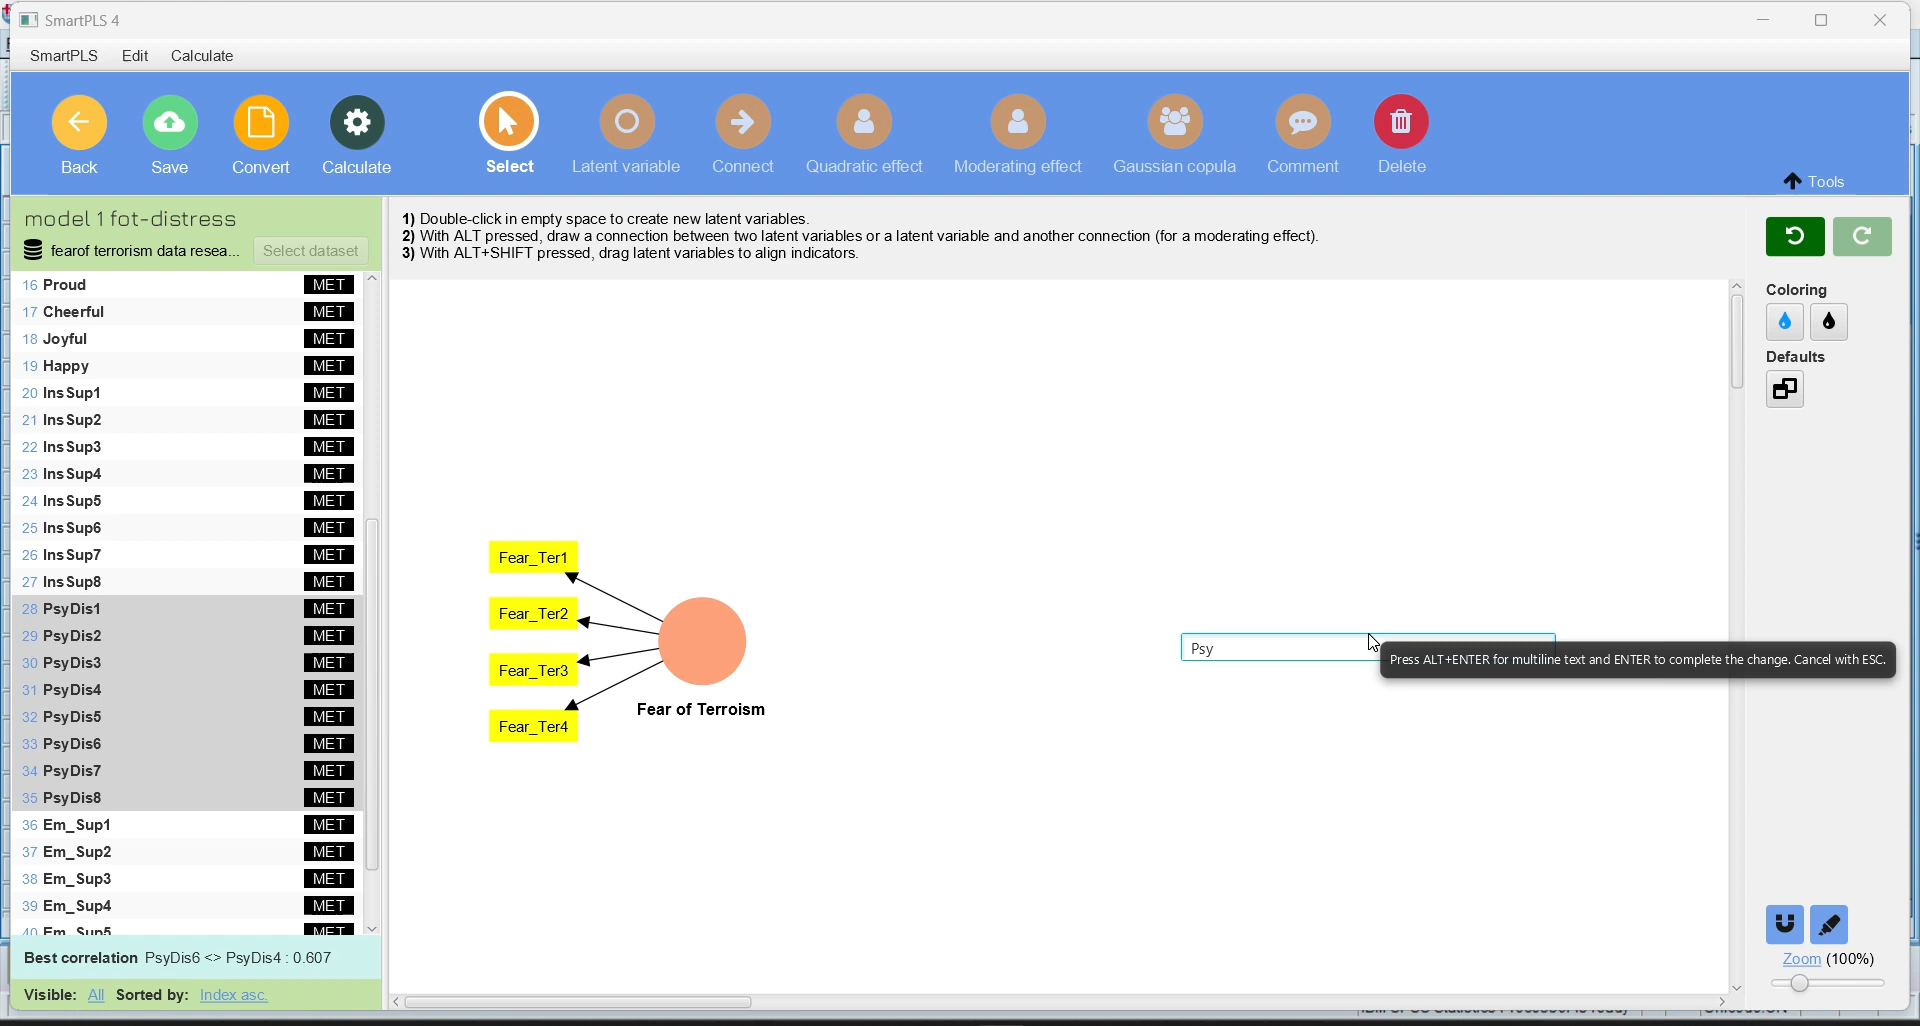 SmartPLS 4
SmartPLS Edit Calculate
Back Save Convert Calculate Select Latent variable Connect Quadratic effect Moderating effect Gaussian copula Comment Delete
Tools
model 1 fot-distress
fearof terrorism data resea... Select dataset
1) Double-click in empty space to create new latent variables.
2) With ALT pressed, draw a connection between two latent variables or a latent variable and another connection (for a moderating effect).
3) With ALT+SHIFT pressed, drag latent variables to align indicators.
16 Proud MET
17 Cheerful MET
18 Joyful MET
19 Happy MET
20 Ins Sup1 MET
21 Ins Sup2 MET
22 Ins Sup3 MET
23 Ins Sup4 MET
24 Ins Sup5 MET
25 Ins Sup6 MET
26 Ins Sup7 MET
27 Ins Sup8 MET
28 PsyDis1 MET
29 PsyDis2 MET
30 PsyDis3 MET
31 PsyDis4 MET
32 PsyDis5 MET
33 PsyDis6 MET
34 PsyDis7 MET
35 PsyDis8 MET
36 Em_Sup1 MET
37 Em_Sup2 MET
38 Em_Sup3 MET
39 Em_Sup4 MET
40 Em_Sup5 MET
Best correlation PsyDis6 <> PsyDis4 : 0.607
Visible: All Sorted by: Index asc.
Fear_Ter1
Fear_Ter2
Fear_Ter3
Fear_Ter4
Fear of Terroism
Psy
Press ALT+ENTER for multiline text and ENTER to complete the change. Cancel with ESC.
Coloring
Defaults
Zoom (100%)